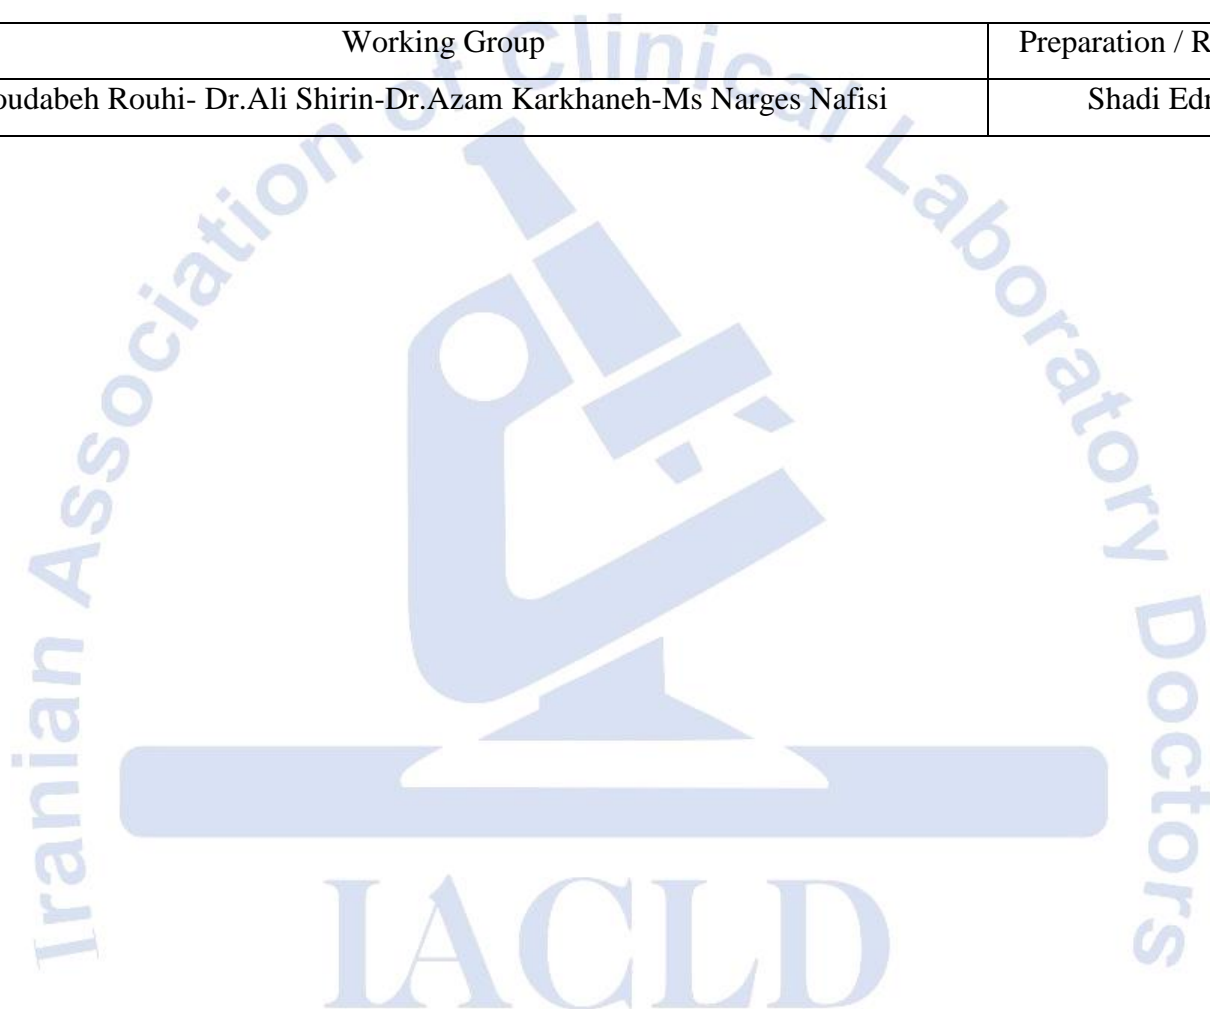 Working Group Preparation / R
oudabeh Rouhi- Dr.Ali Shirin-Dr.Azam Karkhaneh-Ms Narges Nafisi Shadi Edr
Iranian Association of Clinical Laboratory Doctors
IACLD